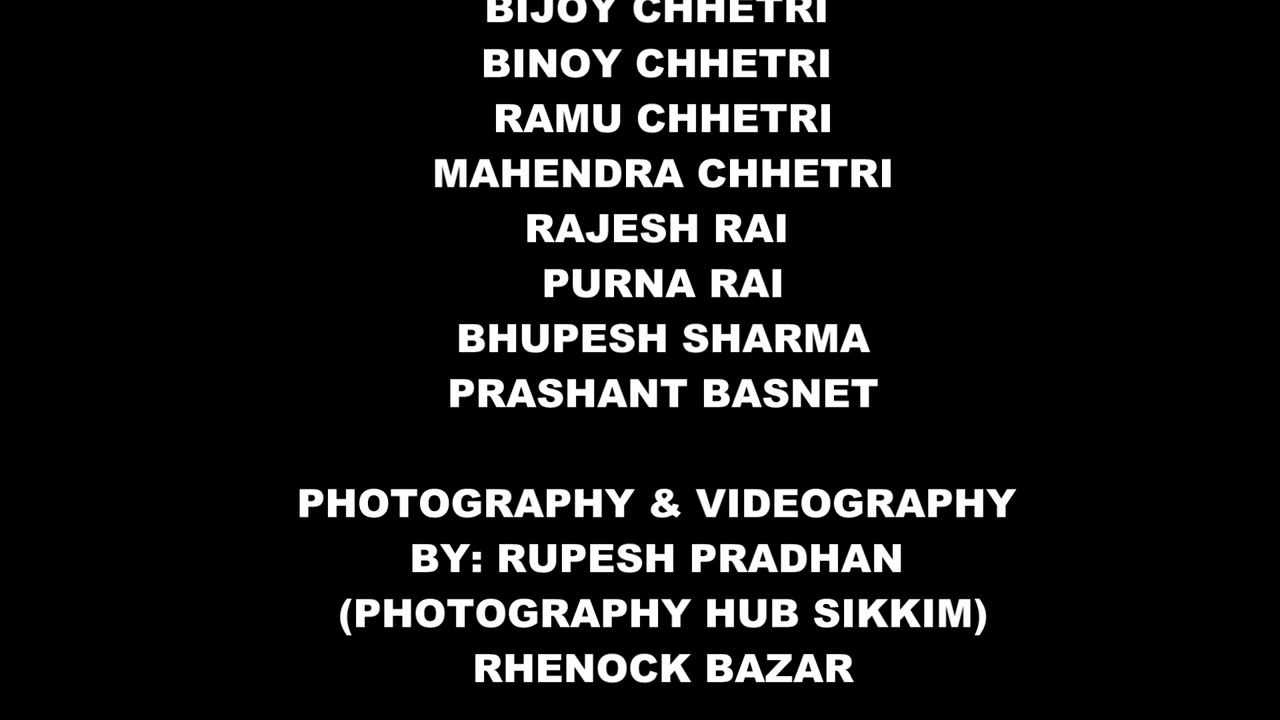 BIJOY CHHETRI
BINOY CHHETRI
RAMU CHHETRI
MAHENDRA CHHETRI
RAJESH RAI
PURNA RAI
BHUPESH SHARMA
PRASHANT BASNET
PHOTOGRAPHY & VIDEOGRAPHY
BY: RUPESH PRADHAN
(PHOTOGRAPHY HUB SIKKIM)
RHENOCK BAZAR